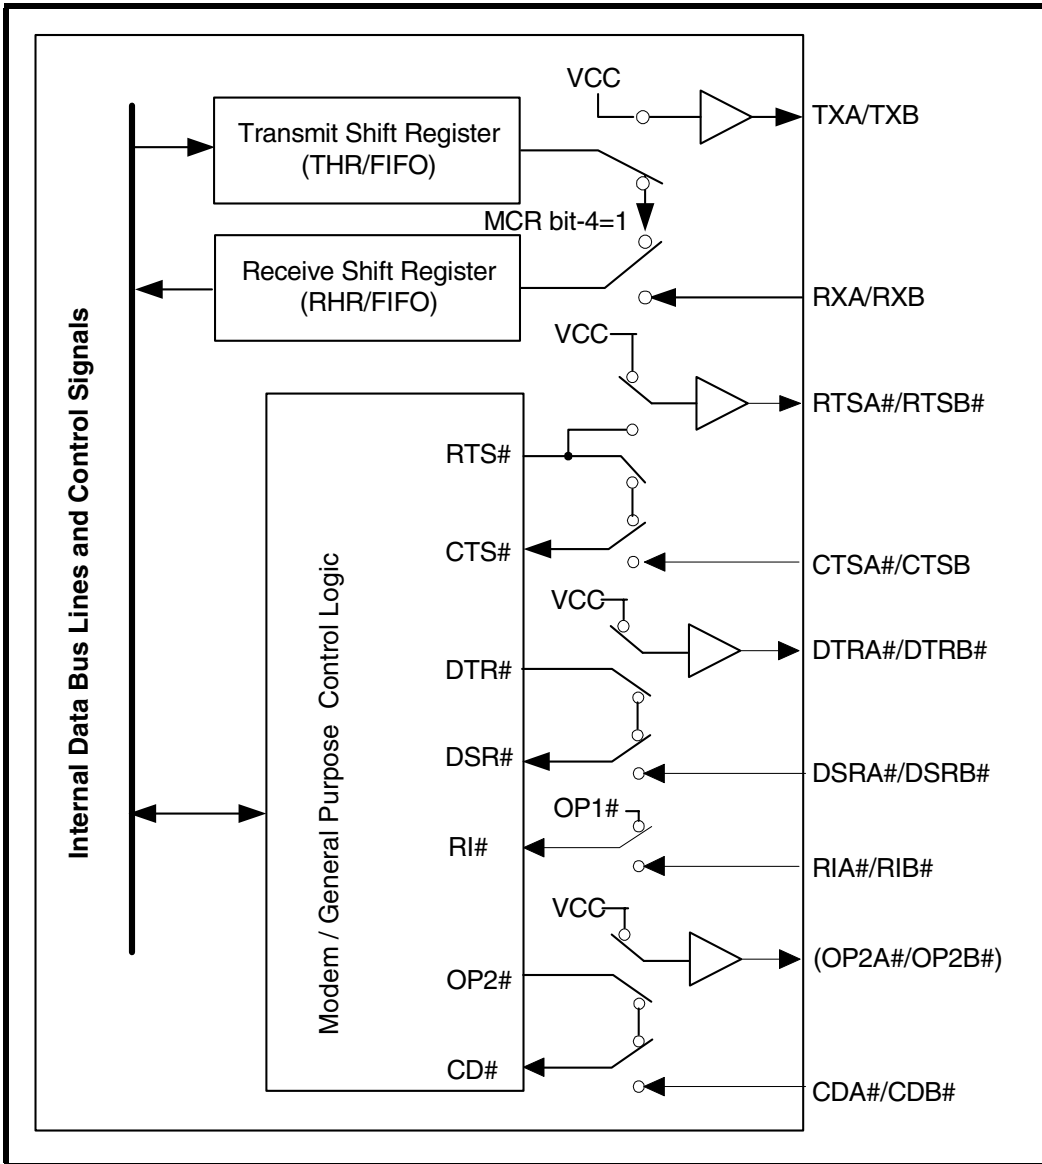 VCC
TXA/TXB
Transmit Shift Register
(THR/FIFO)
MCR bit-4=1
Receive Shift Register
(RHR/FIFO)
RXA/RXB
VCC
RTSA#/RTSB#
RTS#
CTS#
CTSA#/CTSB
VCC
DTRA#/DTRB#
DTR#
DSR#
DSRA#/DSRB#
OP1#
RI#
RIA#/RIB#
VCC
(OP2A#/OP2B#)
OP2#
CD#
CDA#/CDB#
Internal Data Bus Lines and Control Signals
Modem / General Purpose Control Logic